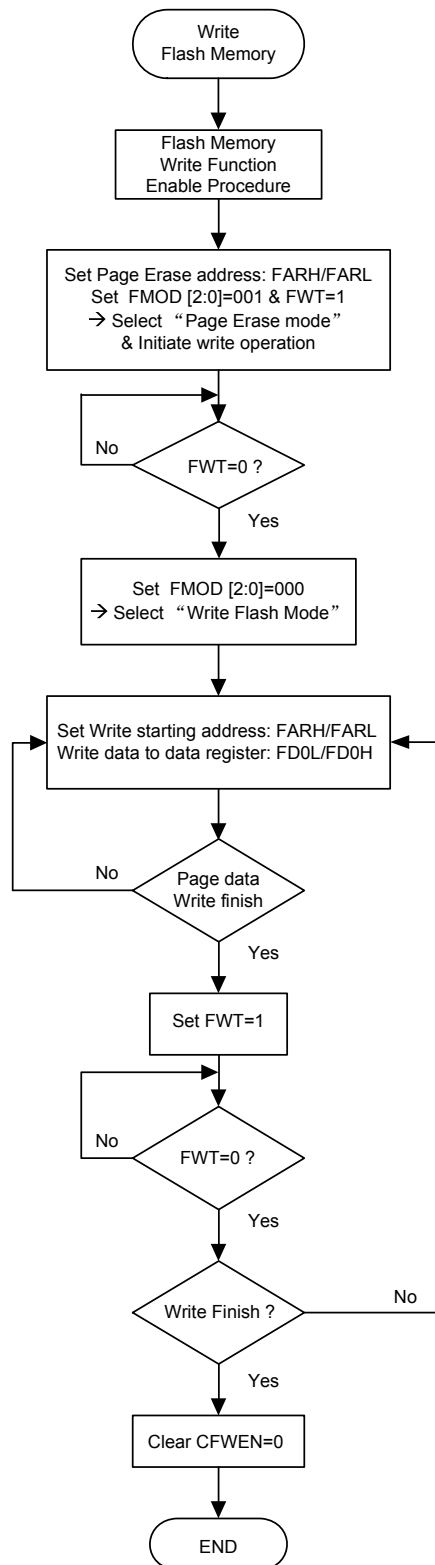 Write
Flash Memory
Flash Memory
Write Function
Enable Procedure
Set Page Erase address: FARH/FARL
Set FMOD [2:0]=001 & FWT=1
→ Select “Page Erase mode”
& Initiate write operation
No
FWT=0 ?
Yes
Set FMOD [2:0]=000
→ Select “Write Flash Mode”
Set Write starting address: FARH/FARL
Write data to data register: FD0L/FD0H
No
Page data
Write finish
Yes
Set FWT=1
No
FWT=0 ?
Yes
Write Finish ?
No
Yes
Clear CFWEN=0
END